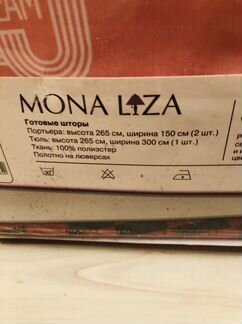 MONA LIZA
Готовые шторы
Портьера: высота 265 см, ширина 150 см (2 шт.)
Тюль: высота 265 см, ширина 300 см (1 шт.)
Ткань: 100% полиэстер
Полотно на люверсах